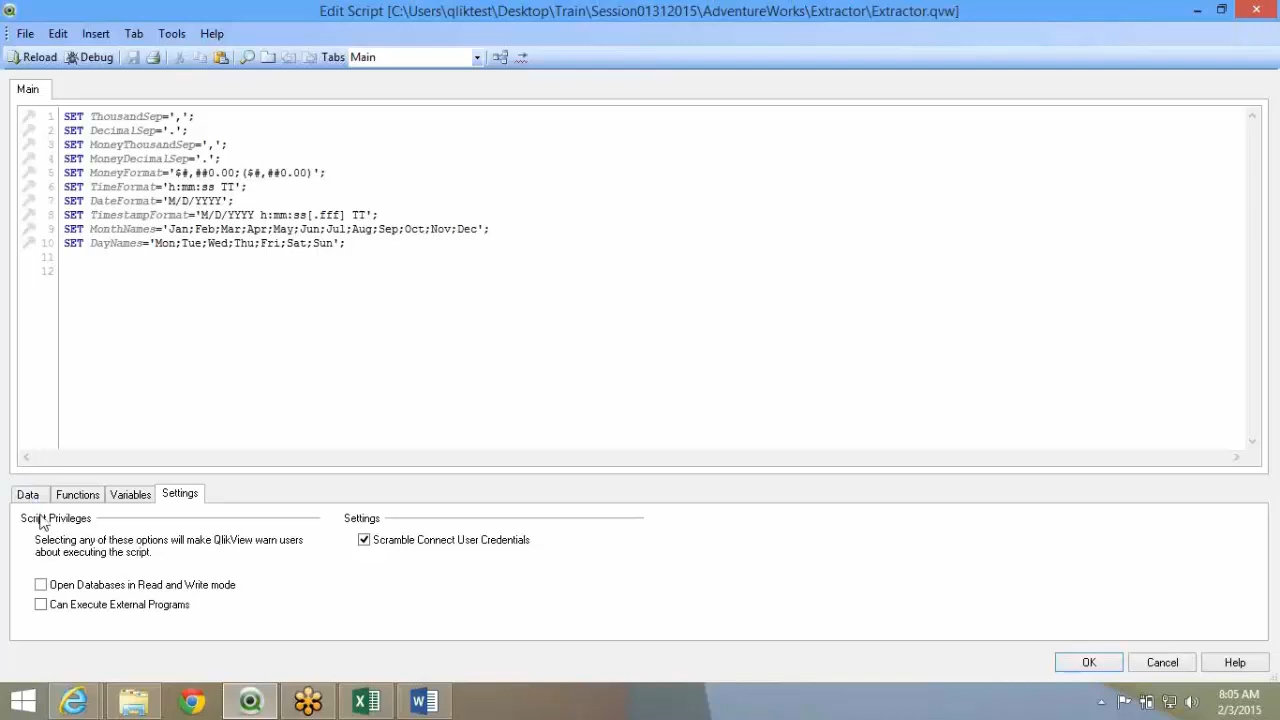 Edit Script [C:\Users\qliktest\Desktop\Train\Session01312015\AdventureWorks\Extractor\Extractor.qvw]
File Edit Insert Tab Tools Help
Reload Debug Tabs Main
Main
1 SET ThousandSep=',';
2 SET DecimalSep='.';
3 SET MoneyThousandSep=',';
4 SET MoneyDecimalSep='.';
5 SET MoneyFormat='$#,##0.00;($#,##0.00)';
6 SET TimeFormat='h:mm:ss TT';
7 SET DateFormat='M/D/YYYY';
8 SET TimestampFormat='M/D/YYYY h:mm:ss[.fff] TT';
9 SET MonthNames='Jan;Feb;Mar;Apr;May;Jun;Jul;Aug;Sep;Oct;Nov;Dec';
10 SET DayNames='Mon;Tue;Wed;Thu;Fri;Sat;Sun';
11
12
Data Functions Variables Settings
Script Privileges Settings
Selecting any of these options will make QlikView warn users
about executing the script.
Scramble Connect User Credentials
Open Databases in Read and Write mode
Can Execute External Programs
OK Cancel Help
8:05 AM
2/3/2015